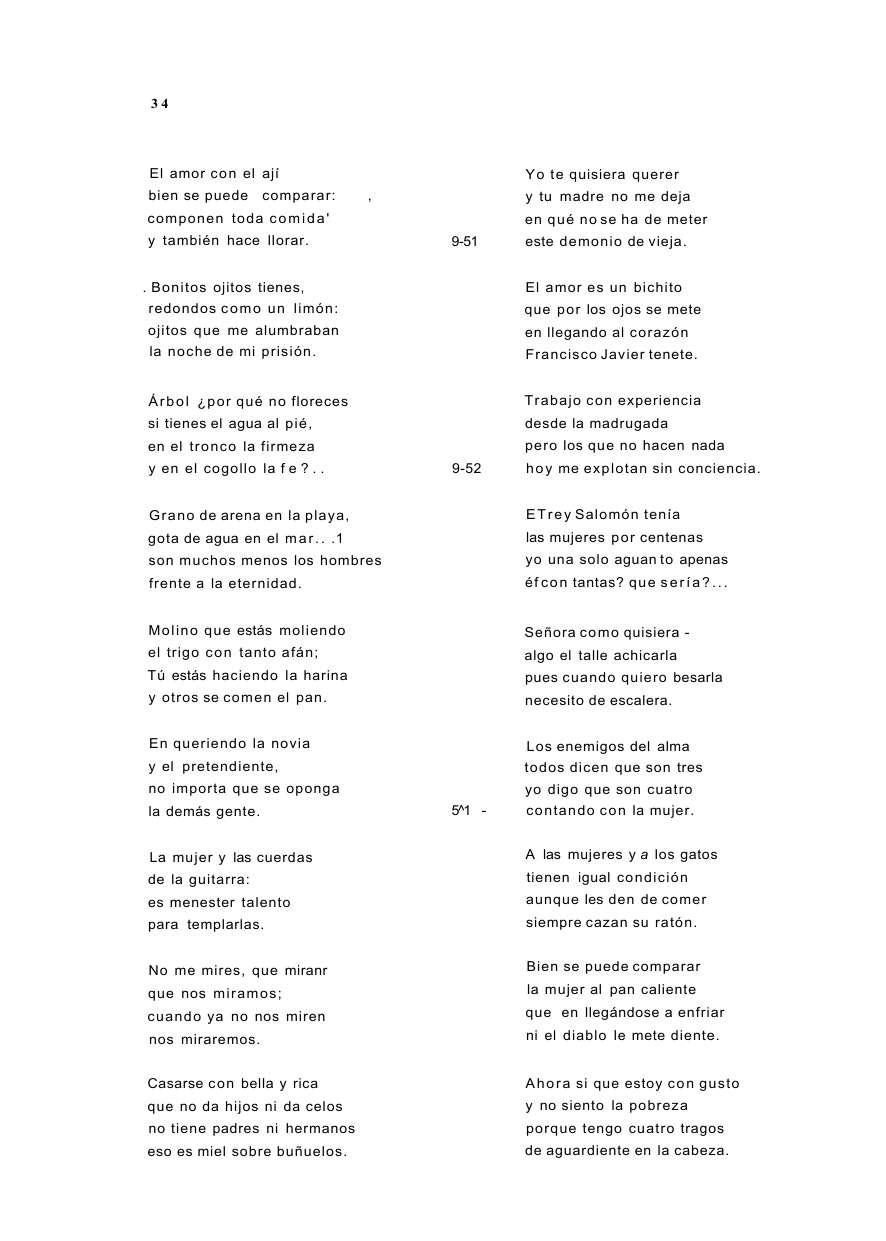 34
El amor con el ají
bien se puede comparar: ,
componen toda comida'
y también hace llorar.
. Bonitos ojitos tienes,
redondos como un limón:
ojitos que me alumbraban
la noche de mi prisión.
Árbol ¿por qué no floreces
si tienes el agua al pié,
en el tronco la firmeza
y en el cogollo la fe?..
Grano de arena en la playa,
gota de agua en el mar.. .1
son muchos menos los hombres
frente a la eternidad.
Molino que estás moliendo
el trigo con tanto afán;
Tú estás haciendo la harina
y otros se comen el pan.
En queriendo la novia
y el pretendiente,
no importa que se oponga
la demás gente.
La mujer y las cuerdas
de la guitarra:
es menester talento
para templarlas.
No me mires, que miranr
que nos miramos;
cuando ya no nos miren
nos miraremos.
Casarse con bella y rica
que no da hijos ni da celos
no tiene padres ni hermanos
eso es miel sobre buñuelos.
Yo te quisiera querer
y tu madre no me deja
en qué no se ha de meter
9-51 este demonio de vieja.
El amor es un bichito
que por los ojos se mete
en llegando al corazón
Francisco Javier tenete.
Trabajo con experiencia
desde la madrugada
pero los que no hacen nada
9-52 hoy me explotan sin conciencia.
ETrey Salomón tenía
las mujeres por centenas
yo una solo aguan to apenas
éf con tantas? que sería?...
Señora como quisiera -
algo el talle achicarla
pues cuando quiero besarla
necesito de escalera.
Los enemigos del alma
todos dicen que son tres
yo digo que son cuatro
5^1 - contando con la mujer.
A las mujeres y a los gatos
tienen igual condición
aunque les den de comer
siempre cazan su ratón.
Bien se puede comparar
la mujer al pan caliente
que en llegándose a enfriar
ni el diablo le mete diente.
Ahora si que estoy con gusto
y no siento la pobreza
porque tengo cuatro tragos
de aguardiente en la cabeza.